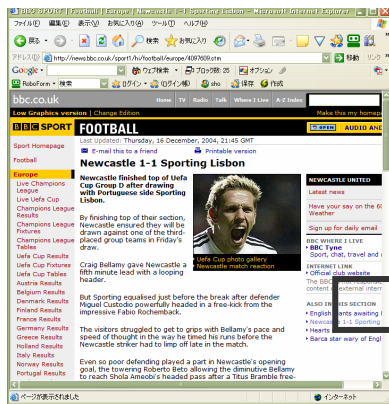 BBC SPORT | Football | Europe | Newcastle 1-1 Sporting Lisbon - Microsoft Internet Explorer
ファイル(F) 編集(E) 表示(V) お気に入り(A) ツール(T) ヘルプ(H)
戻る 検索 お気に入り
アドレス(D) http://news.bbc.co.uk/sport1/hi/football/europe/4097609.stm 移動 リンク
Google ウェブ検索 ブロック数: 25 オプション
RoboForm 検索 ログイン (ログイン帳) sho 保存 作成
bbc.co.uk Home TV Radio Talk Where I Live A-Z Index
Low Graphics version | Change Edition Make this my homepa
BBC SPORT FOOTBALL OPEN AUDIO AND
Last Updated: Thursday, 16 December, 2004, 21:45 GMT
E-mail this to a friend Printable version
Newcastle 1-1 Sporting Lisbon
Newcastle finished top of Uefa
Cup Group D after drawing
with Portuguese side Sporting
Lisbon.
By finishing top of their section,
Newcastle ensured they will be
drawn against one of the third-
placed group teams in Friday's
draw.
Craig Bellamy gave Newcastle a
fifth minute lead with a looping
header.
Uefa Cup photo gallery
Newcastle match reaction
But Sporting equalised just before the break after defender
Miguel Custodio powerfully headed in a free-kick from the
impressive Fabio Rochemback.
The visitors struggled to get to grips with Bellamy's pace and
speed of thought in the way he timed his runs before the
Newcastle striker had to limp off late in the match.
Even so poor defending played a part in Newcastle's opening
goal, the towering Roberto Beto allowing the diminutive Bellamy
to reach Shola Ameobi's headed pass after a Titus Bramble free-
Sport Homepage
Football
Europe
Live Champions
League
Live Uefa Cup
Champions League
Results
Champions League
Fixtures
Champions League
Tables
Uefa Cup Results
Uefa Cup Fixtures
Uefa Cup Tables
Austria Results
Belgium Results
Denmark Results
Finland Results
France Results
Germany Results
Greece Results
Holland Results
Italy Results
Norway Results
Portugal Results
NEWCASTLE UNITED
Latest news
Have your say on the 60
Weather
Sign up for daily email
BBC WHERE I LIVE
BBC Tyne
Sport, chat, travel and
INTERNET LINK
Official club website
The BBC is not responsible
content of external intern
ALSO IN THIS SECTION
English giants awaiting
Newcastle 1-1 Sporting
Hearts
Barca star wary of Engl
ページが表示されました インターネット